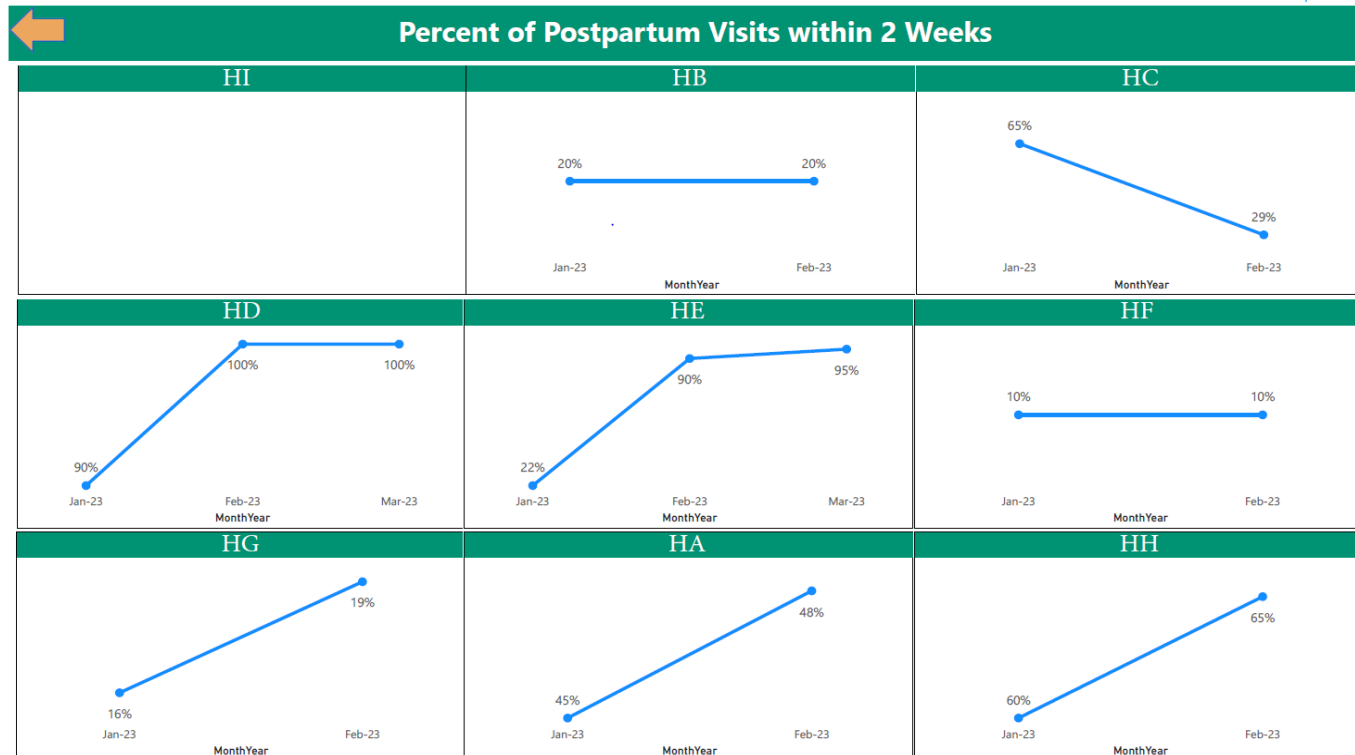 Percent of Postpartum Visits within 2 Weeks
HI
HB
20%
20%
Jan-23
Feb-23
MonthYear
HC
65%
29%
Jan-23
Feb-23
MonthYear
HD
90%
100%
100%
Jan-23
Feb-23
Mar-23
MonthYear
HE
22%
90%
95%
Jan-23
Feb-23
Mar-23
MonthYear
HF
10%
10%
Jan-23
Feb-23
MonthYear
HG
16%
19%
Jan-23
Feb-23
MonthYear
HA
45%
48%
Jan-23
Feb-23
MonthYear
HH
60%
65%
Jan-23
Feb-23
MonthYear